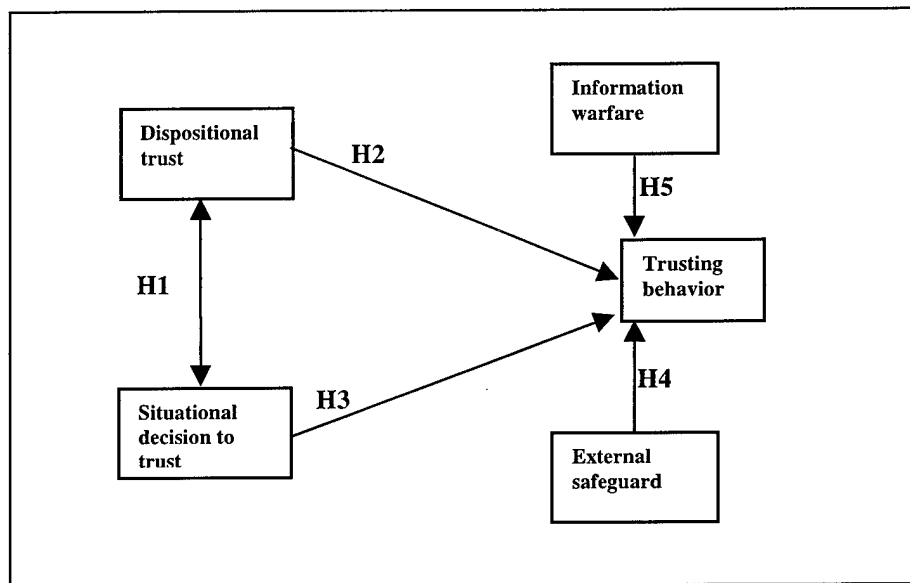 Information
warfare
Dispositional
trust
H2
H5
Trusting
behavior
H1
H3
H4
Situational
decision to
trust
External
safeguard